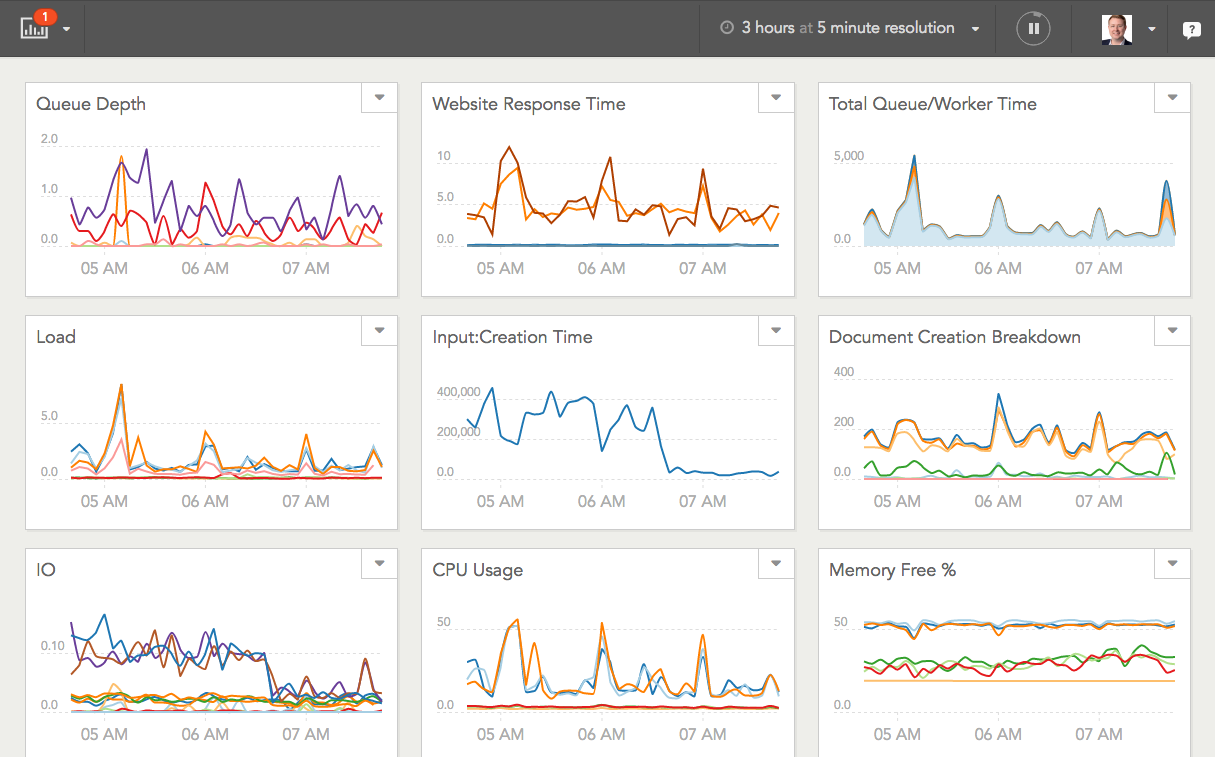 1
3 hours at 5 minute resolution
?
Queue Depth
2.0
1.0
0.0
05 AM 06 AM 07 AM
Website Response Time
10
5.0
0.0
05 AM 06 AM 07 AM
Total Queue/Worker Time
5,000
0.0
05 AM 06 AM 07 AM
Load
5.0
0.0
05 AM 06 AM 07 AM
Input:Creation Time
400,000
200,000
0.0
05 AM 06 AM 07 AM
Document Creation Breakdown
400
200
0.0
05 AM 06 AM 07 AM
IO
0.10
0.0
05 AM 06 AM 07 AM
CPU Usage
50
0.0
05 AM 06 AM 07 AM
Memory Free %
50
0.0
05 AM 06 AM 07 AM